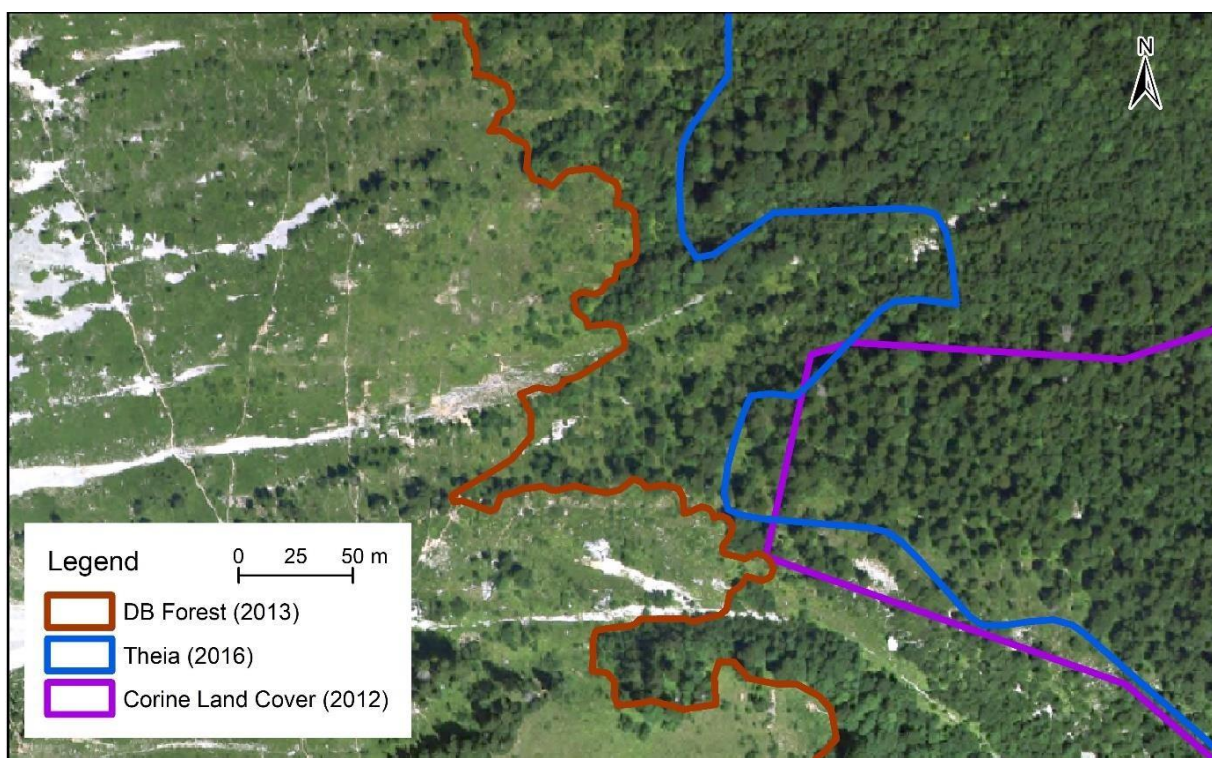 N
Legend
0 25 50 m
DB Forest (2013)
Theia (2016)
Corine Land Cover (2012)